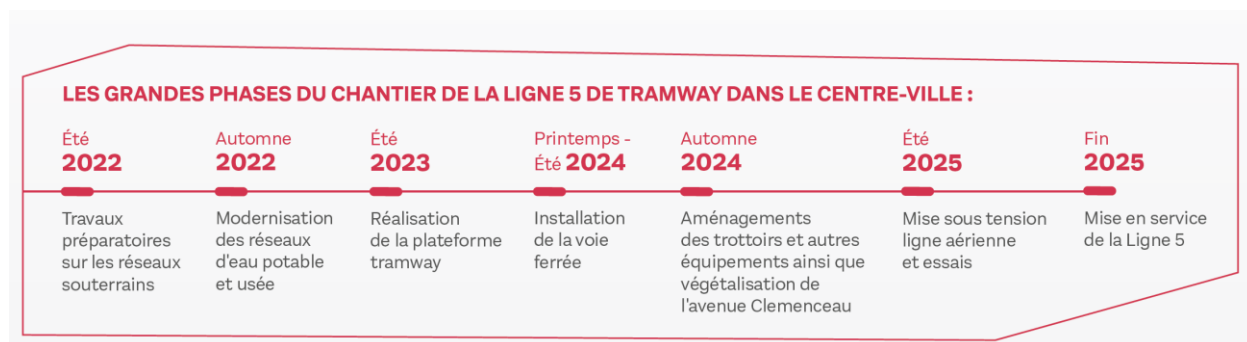 LES GRANDES PHASES DU CHANTIER DE LA LIGNE 5 DE TRAMWAY DANS LE CENTRE-VILLE :
Été
2022
Travaux
préparatoires
sur les réseaux
souterrains
Automne
2022
Modernisation
des réseaux
d'eau potable
et usée
Été
2023
Réalisation
de la plateforme
tramway
Printemps -
Été 2024
Installation
de la voie
ferrée
Automne
2024
Aménagements
des trottoirs et autres
équipements ainsi que
végétalisation de
l'avenue Clemenceau
Été
2025
Mise sous tension
ligne aérienne
et essais
Fin
2025
Mise en service
de la Ligne 5